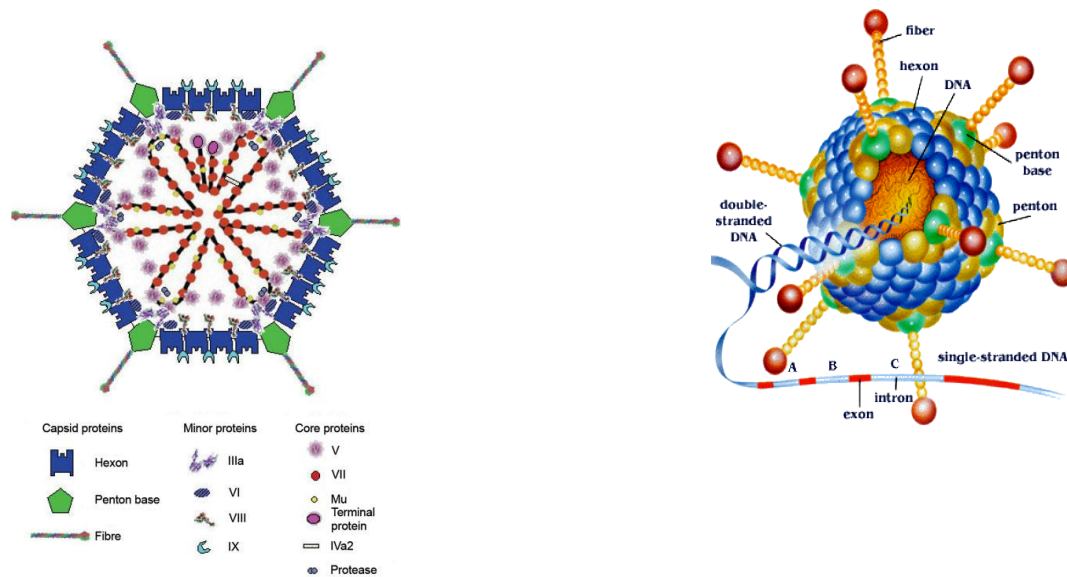 Capsid proteins
Hexon
Penton base
Fibre
Minor proteins
IIIa
VI
VIII
IX
Core proteins
V
V
VII
Mu
Terminal
protein
IVa2
Protease
fiber
hexon
DNA
penton
base
penton
double-
stranded
DNA
single-stranded DNA
A
B
C
intron
exon